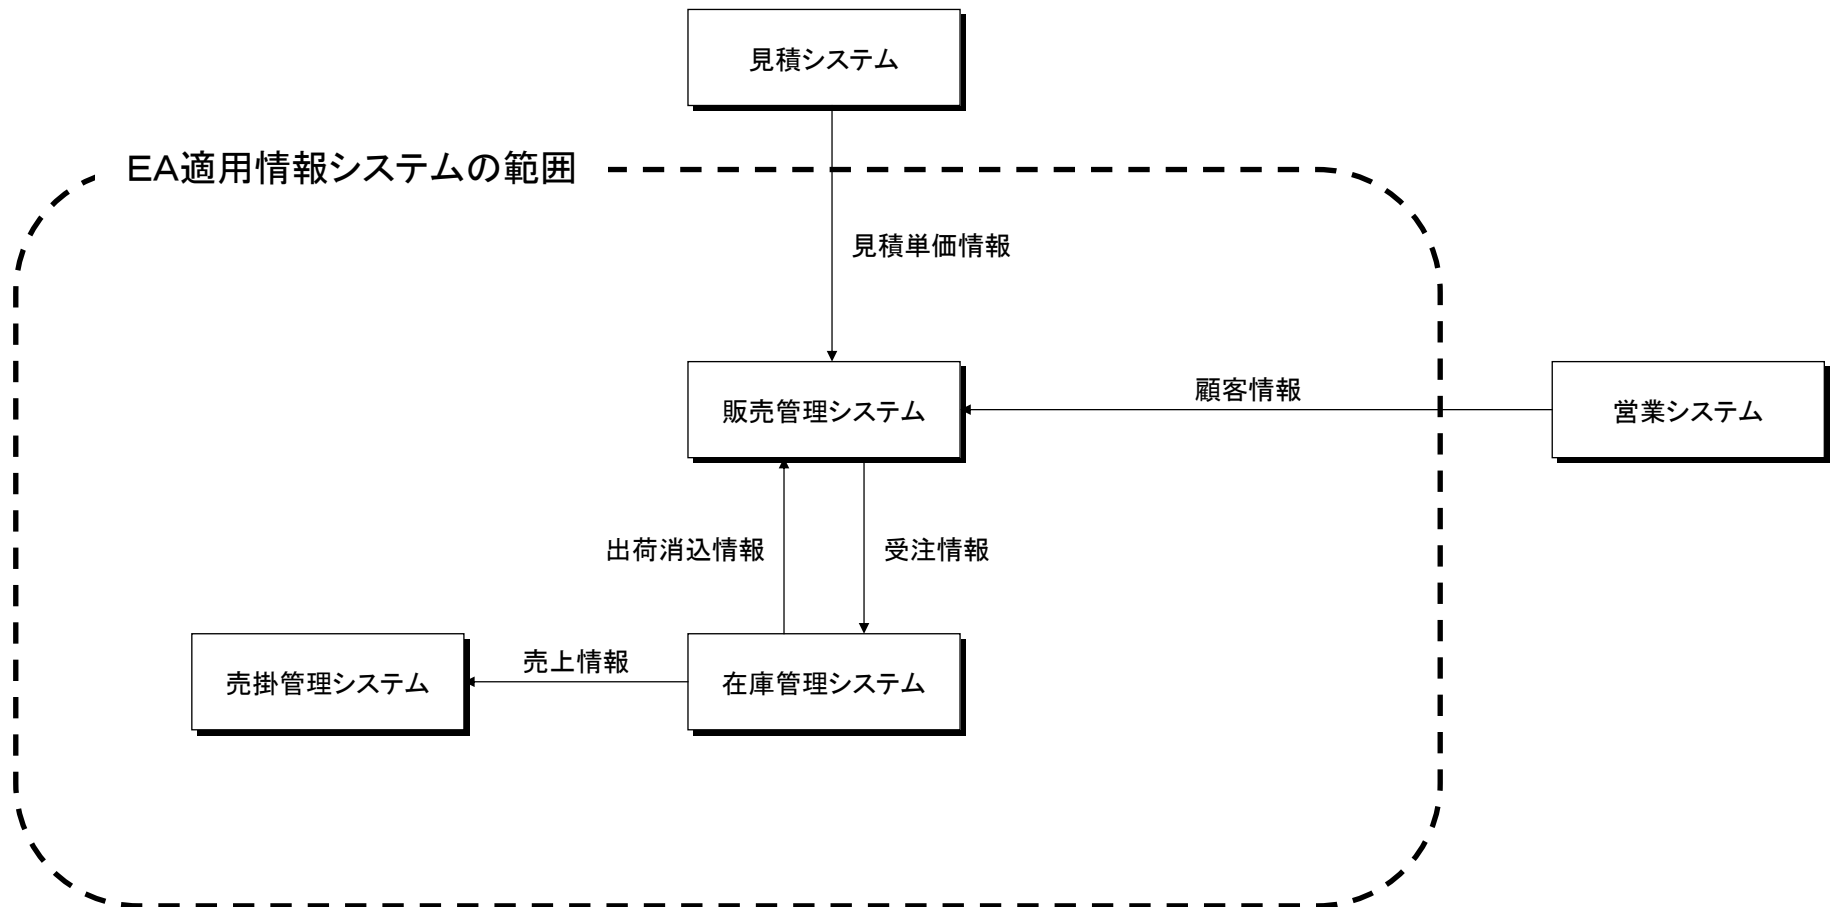 見積システム
EA適用情報システムの範囲
見積単価情報
販売管理システム
顧客情報
営業システム
出荷消込情報
受注情報
売掛管理システム
売上情報
在庫管理システム